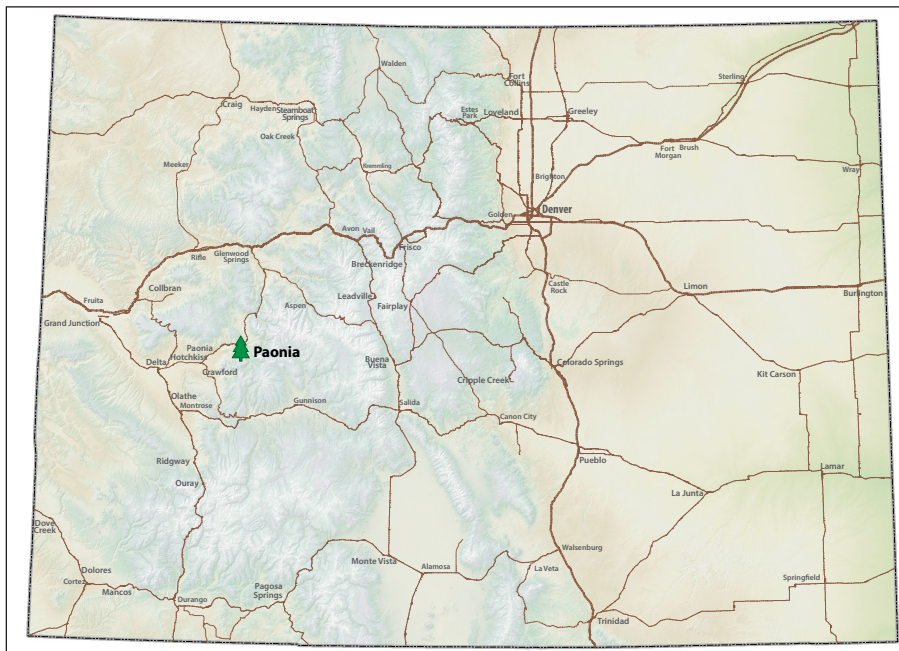 Walden
Fort
Collins
Sterling
Craig
Hayden
Steamboat
Springs
Estes
Park
Loveland
Greeley
Oak Creek
Meeker
Kremmling
Fort
Morgan
Brush
Wray
Brighton
Golden
Denver
Avon
Vail
Frisco
Rifle
Glenwood
Springs
Breckenridge
Castle
Rock
Limon
Burlington
Collbran
Fruita
Leadville
Aspen
Fairplay
Grand Junction
Paonia
Hotchkiss
Paonia
Delta
Crawford
Buena
Vista
Colorado Springs
Cripple Creek
Kit Carson
Olathe
Montrose
Gunnison
Salida
Canon City
Ridgway
Pueblo
Lamar
Ouray
La Junta
Dove
Creek
Walsenburg
Monte Vista
Alamosa
La Veta
Dolores
Cortez
Mancos
Pagosa
Springs
Durango
Springfield
Trinidad